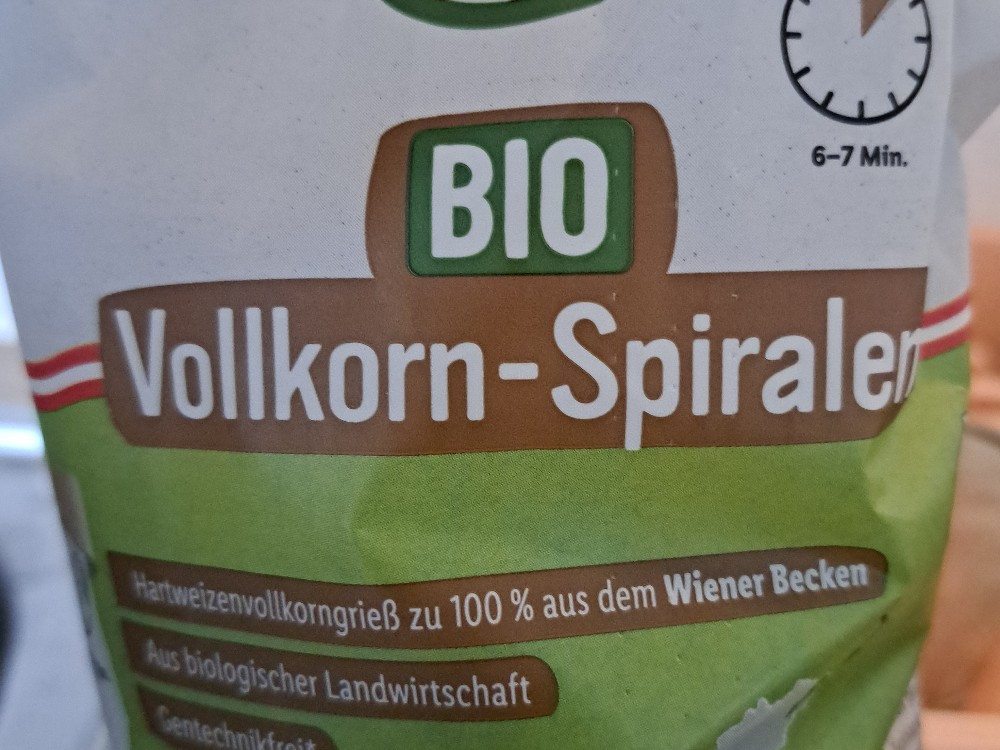 6–7 Min.
BIO
Vollkorn-Spiralen
Hartweizenvollkorngrieß zu 100 % aus dem Wiener Becken
Aus biologischer Landwirtschaft
Gentechnikfrei*